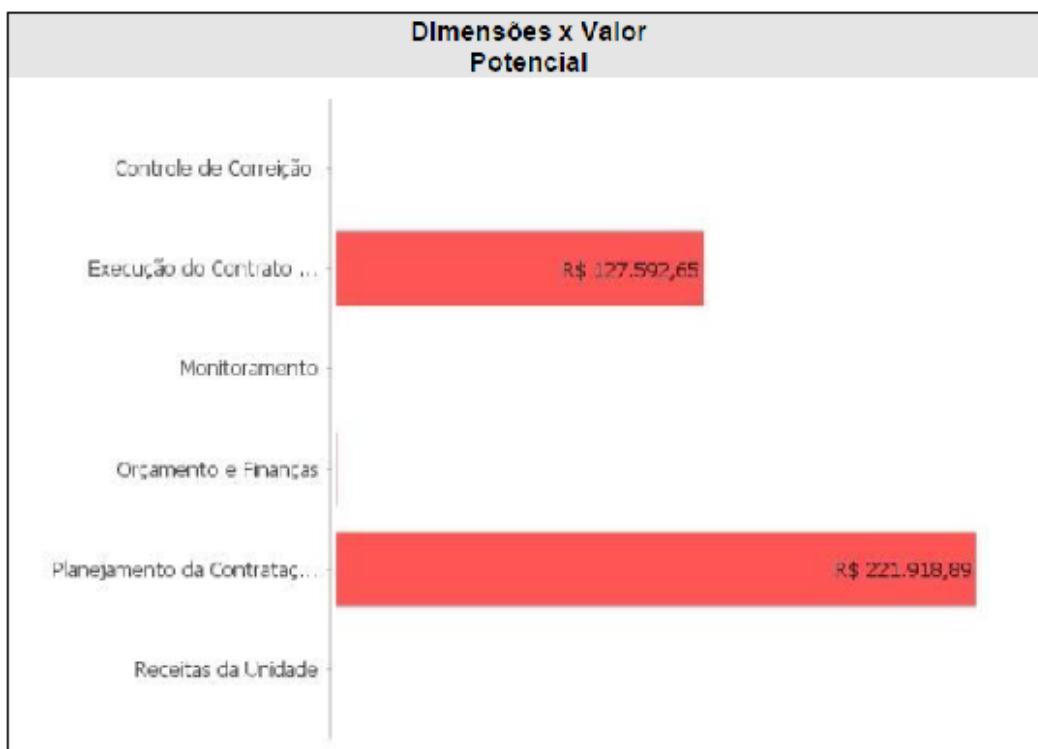 Dimensões x Valor
Potencial
Controle de Correição
Execução do Contrato ...
R$ 127.592,65
Monitoramento
Orçamento e Finanças
Planejamento da Contrataç...
R$ 221.918,89
Receitas da Unidade